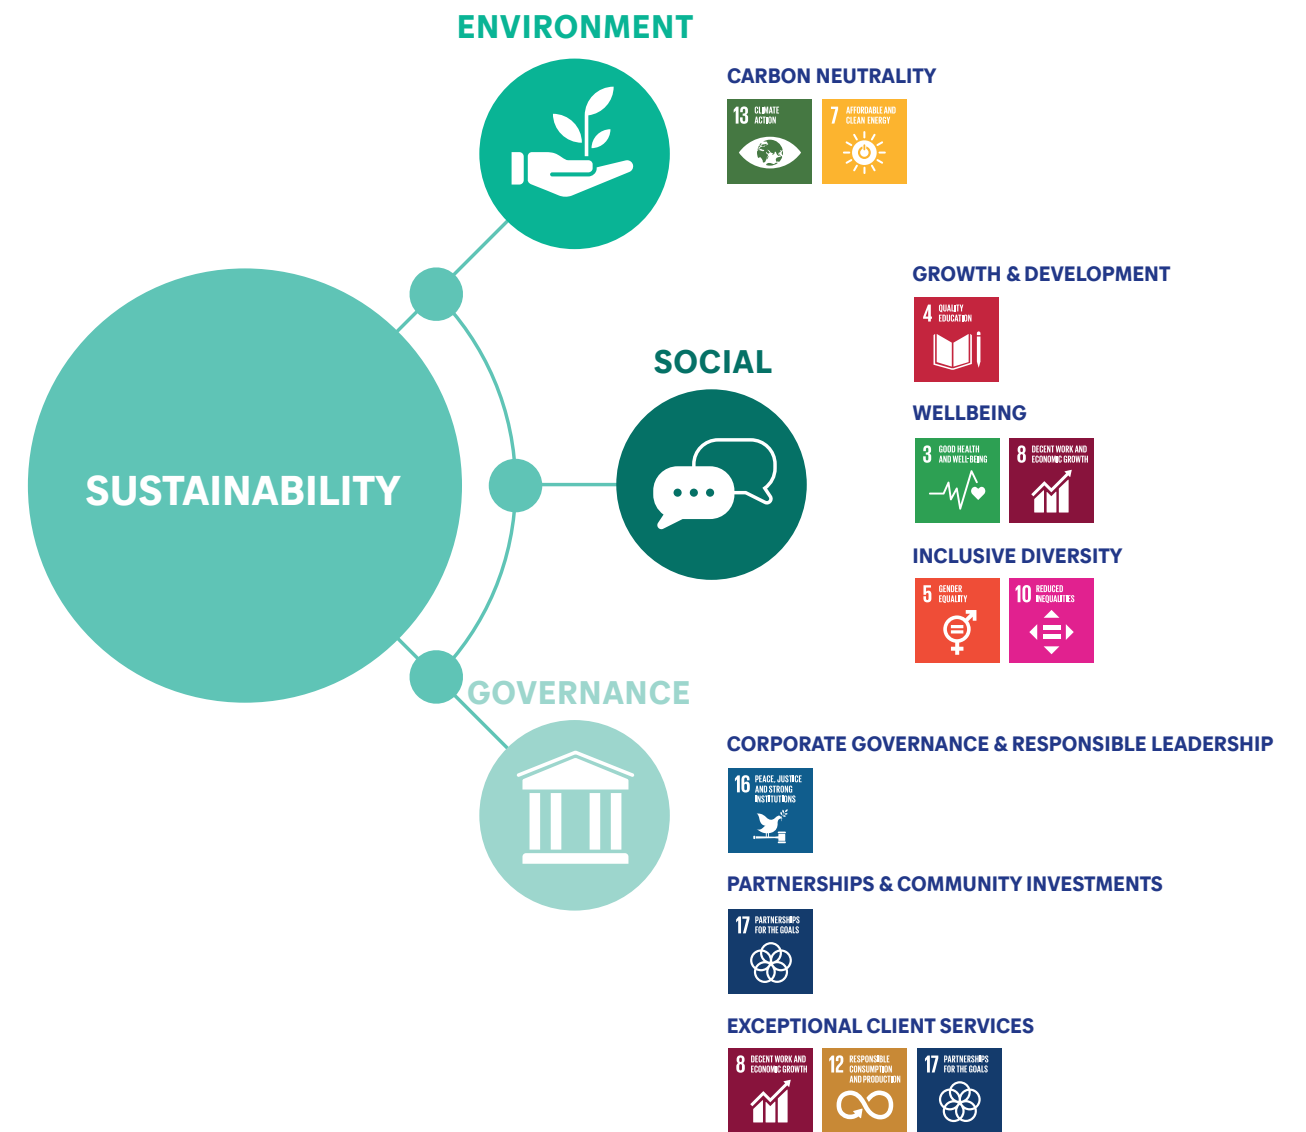 ENVIRONMENT
CARBON NEUTRALITY
13 CLIMATE
ACTION
7 AFFORDABLE AND
CLEAN ENERGY
GROWTH & DEVELOPMENT
4 QUALITY
EDUCATION
SOCIAL
WELLBEING
3 GOOD HEALTH
AND WELL-BEING
8 DECENT WORK AND
ECONOMIC GROWTH
SUSTAINABILITY
INCLUSIVE DIVERSITY
5 GENDER
EQUALITY
10 REDUCED
INEQUALITIES
GOVERNANCE
CORPORATE GOVERNANCE & RESPONSIBLE LEADERSHIP
16 PEACE, JUSTICE
AND STRONG
INSTITUTIONS
PARTNERSHIPS & COMMUNITY INVESTMENTS
17 PARTNERSHIPS
FOR THE GOALS
EXCEPTIONAL CLIENT SERVICES
8 DECENT WORK AND
ECONOMIC GROWTH
12 RESPONSIBLE
CONSUMPTION
AND PRODUCTION
17 PARTNERSHIPS
FOR THE GOALS